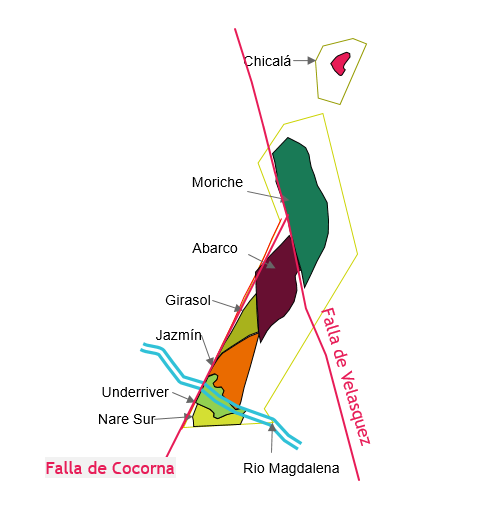 Chicalá
Moriche
Abarco
Girasol
Jazmín
Falla de Velasquez
Underriver
Nare Sur
Falla de Cocorna
Rio Magdalena